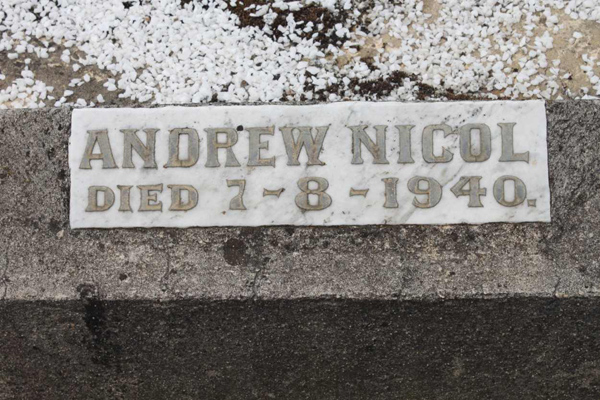 ANDREW NICOL
DIED 7-8-1940.